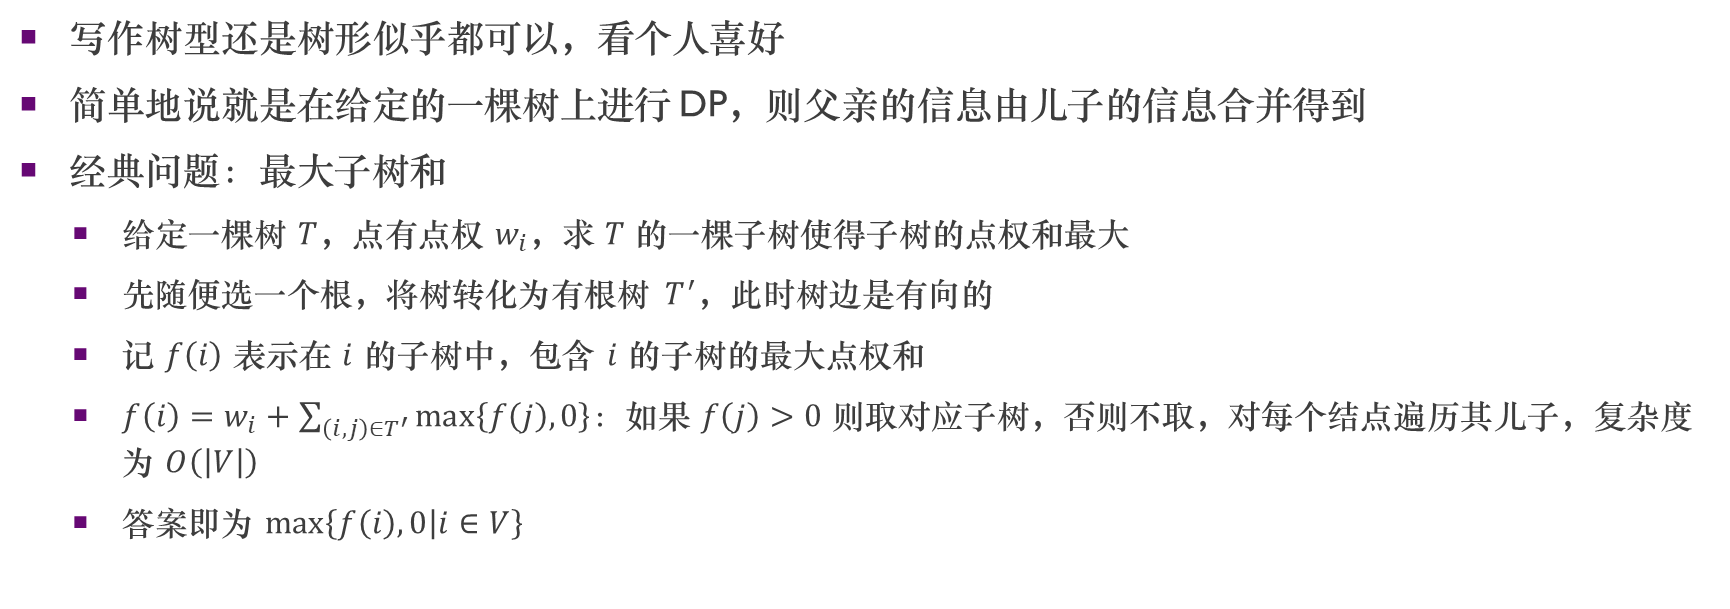 ▪ 写作树型还是树形似乎都可以，看个人喜好
▪ 简单地说就是在给定的一棵树上进行 DP，则父亲的信息由儿子的信息合并得到
▪ 经典问题：最大子树和
▪ 给定一棵树 T，点有点权 wᵢ，求 T 的一棵子树使得子树的点权和最大
▪ 先随便选一个根，将树转化为有根树 T′，此时树边是有向的
▪ 记 f(i) 表示在 i 的子树中，包含 i 的子树的最大点权和
▪ f(i) = wᵢ + ∑_{(i,j)∈T′} max{f(j), 0}：如果 f(j) > 0 则取对应子树，否则不取，对每个结点遍历其儿子，复杂度
为 O(|V|)
▪ 答案即为 max{f(i), 0|i ∈ V}